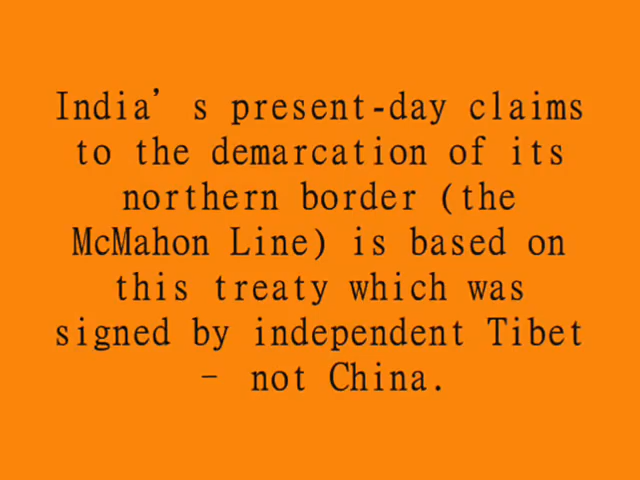 India’s present-day claims
to the demarcation of its
northern border (the
McMahon Line) is based on
this treaty which was
signed by independent Tibet
– not China.